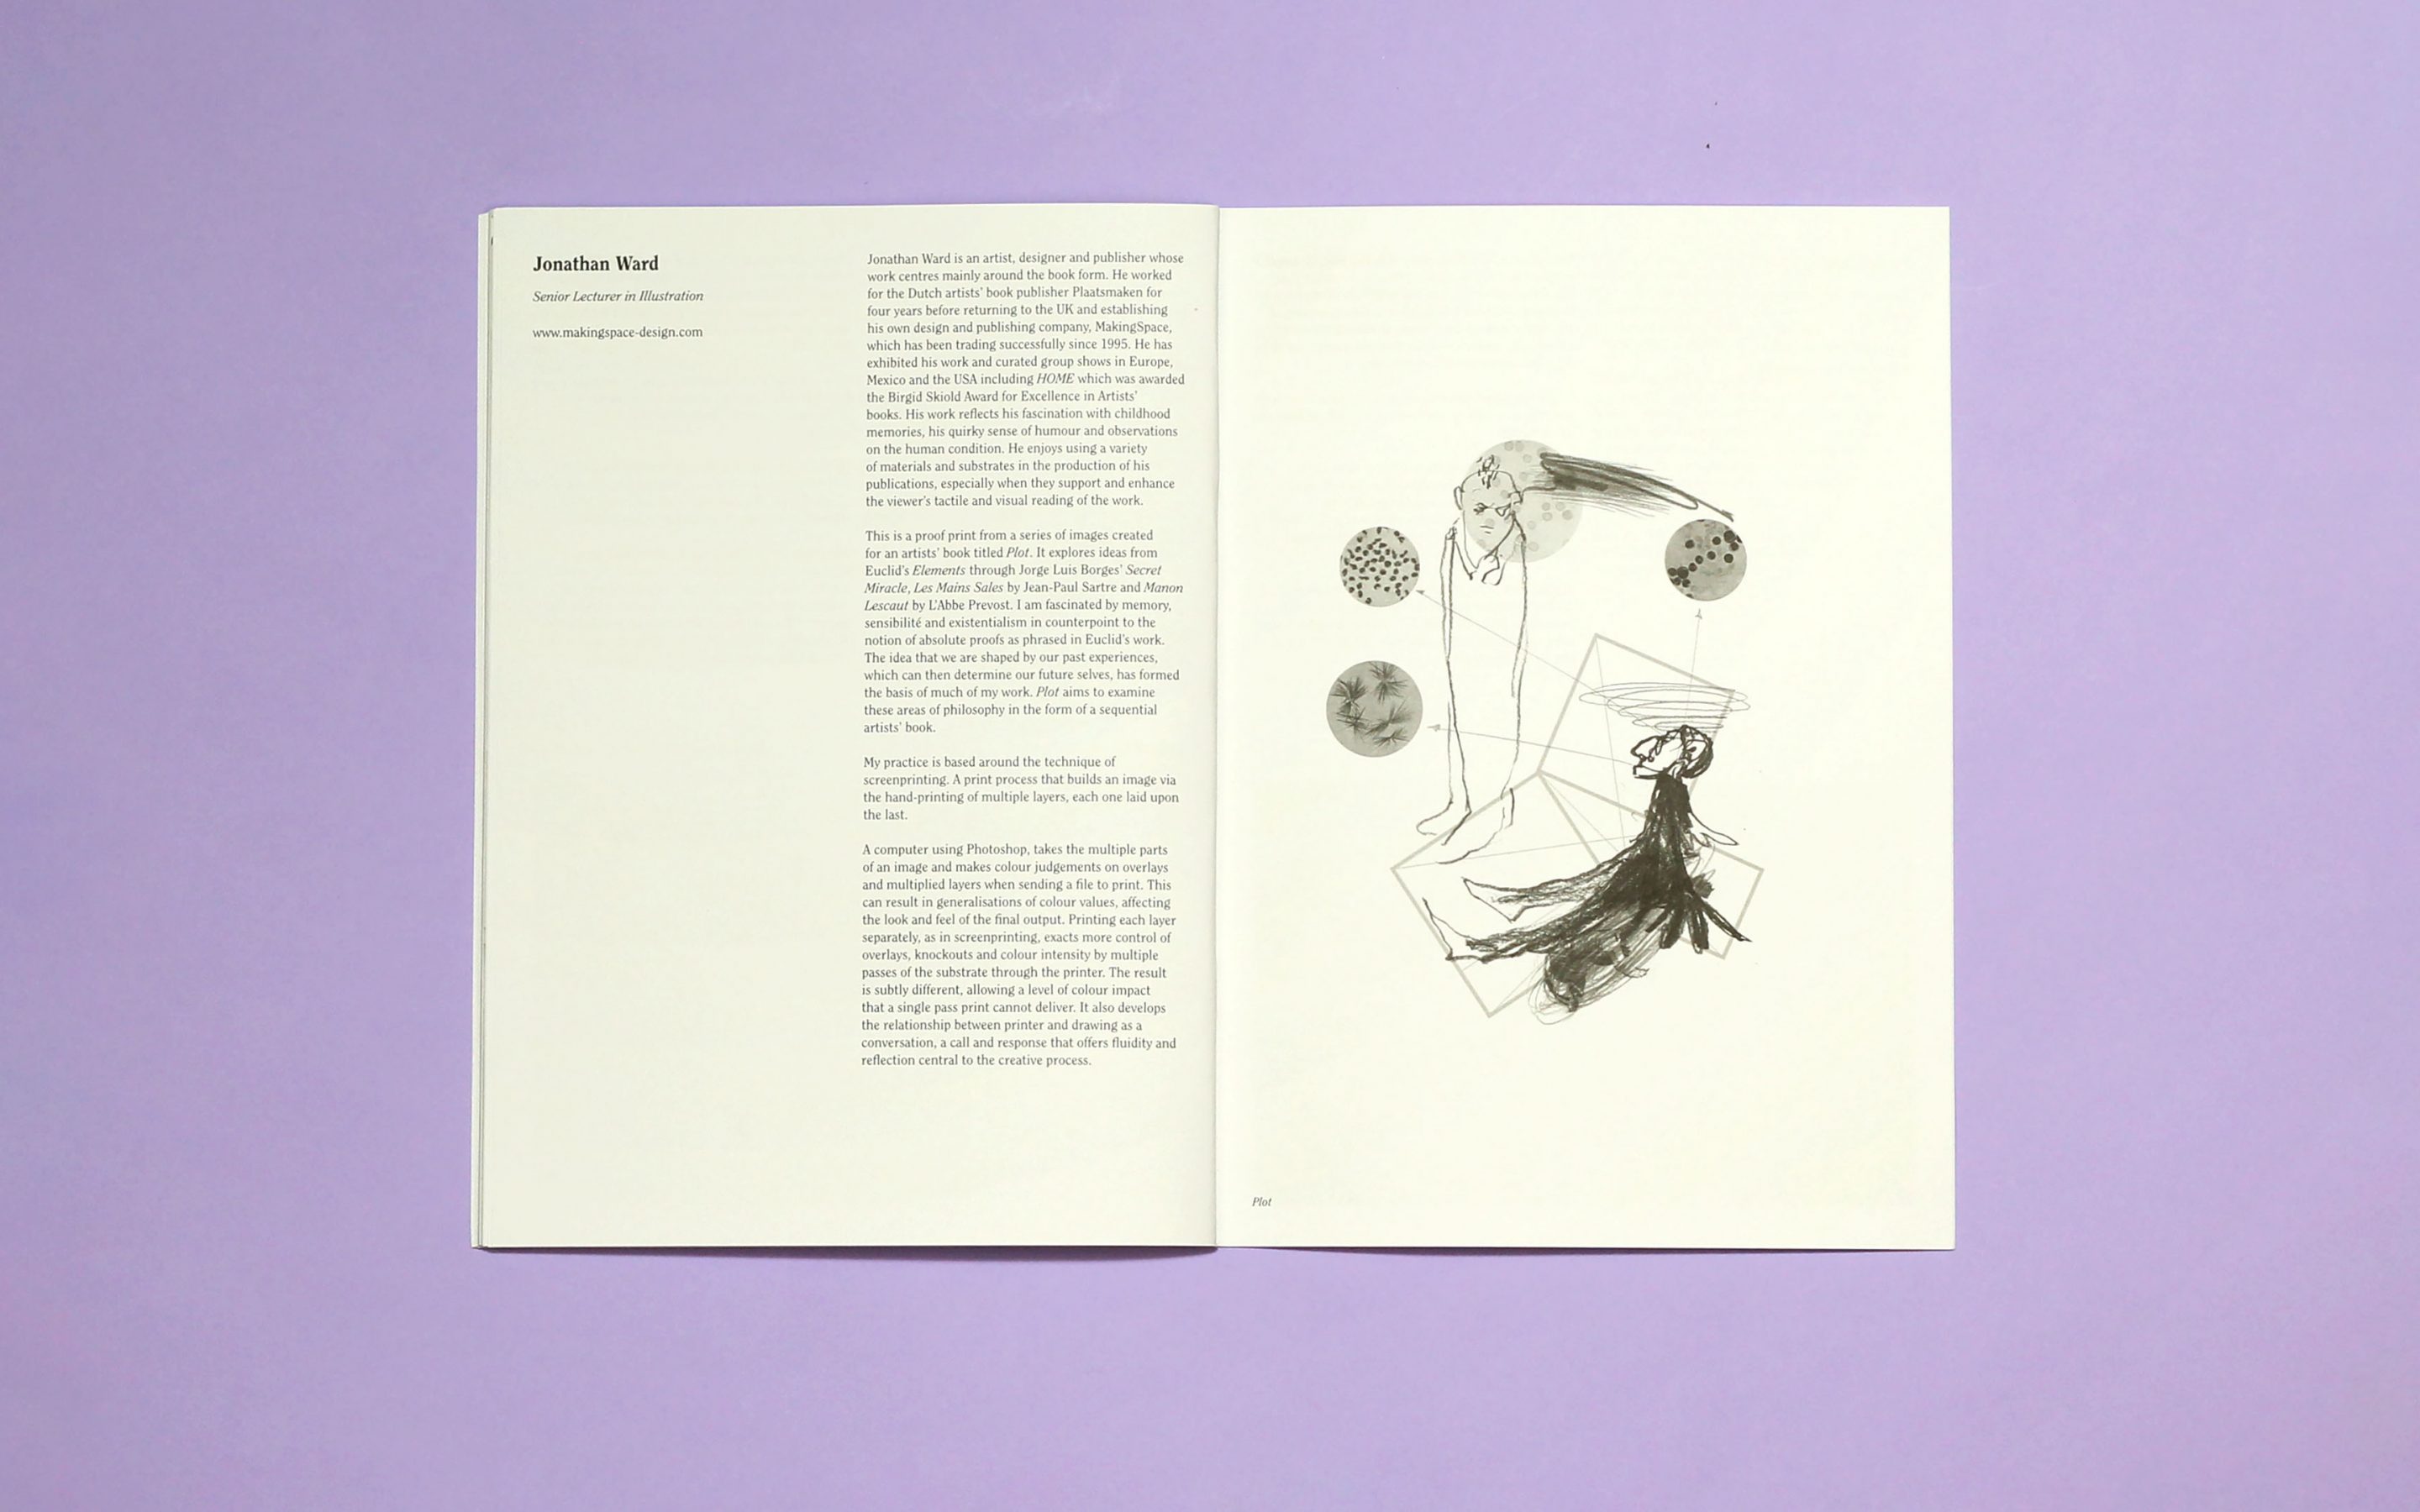 Jonathan Ward
Senior Lecturer in Illustration
www.makingspace-design.com
Jonathan Ward is an artist, designer and publisher whose
work centres mainly around the book form. He worked
for the Dutch artists' book publisher Plaatsmaken for
four years before returning to the UK and establishing
his own design and publishing company, MakingSpace,
which has been trading successfully since 1995. He has
exhibited his work and curated group shows in Europe,
Mexico and the USA including HOME which was awarded
the Birgid Skiold Award for Excellence in Artists'
books. His work reflects his fascination with childhood
memories, his quirky sense of humour and observations
on the human condition. He enjoys using a variety
of materials and substrates in the production of his
publications, especially when they support and enhance
the viewer's tactile and visual reading of the work.
This is a proof print from a series of images created
for an artists' book titled Plot. It explores ideas from
Euclid's Elements through Jorge Luis Borges' Secret
Miracle, Les Mains Sales by Jean-Paul Sartre and Manon
Lescaut by L'Abbe Prevost. I am fascinated by memory,
sensibilité and existentialism in counterpoint to the
notion of absolute proofs as phrased in Euclid's work.
The idea that we are shaped by our past experiences,
which can then determine our future selves, has formed
the basis of much of my work. Plot aims to examine
these areas of philosophy in the form of a sequential
artists' book.
My practice is based around the technique of
screenprinting. A print process that builds an image via
the hand-printing of multiple layers, each one laid upon
the last.
A computer using Photoshop, takes the multiple parts
of an image and makes colour judgements on overlays
and multiplied layers when sending a file to print. This
can result in generalisations of colour values, affecting
the look and feel of the final output. Printing each layer
separately, as in screenprinting, exacts more control of
overlays, knockouts and colour intensity by multiple
passes of the substrate through the printer. The result
is subtly different, allowing a level of colour impact
that a single pass print cannot deliver. It also develops
the relationship between printer and drawing as a
conversation, a call and response that offers fluidity and
reflection central to the creative process.
Plot